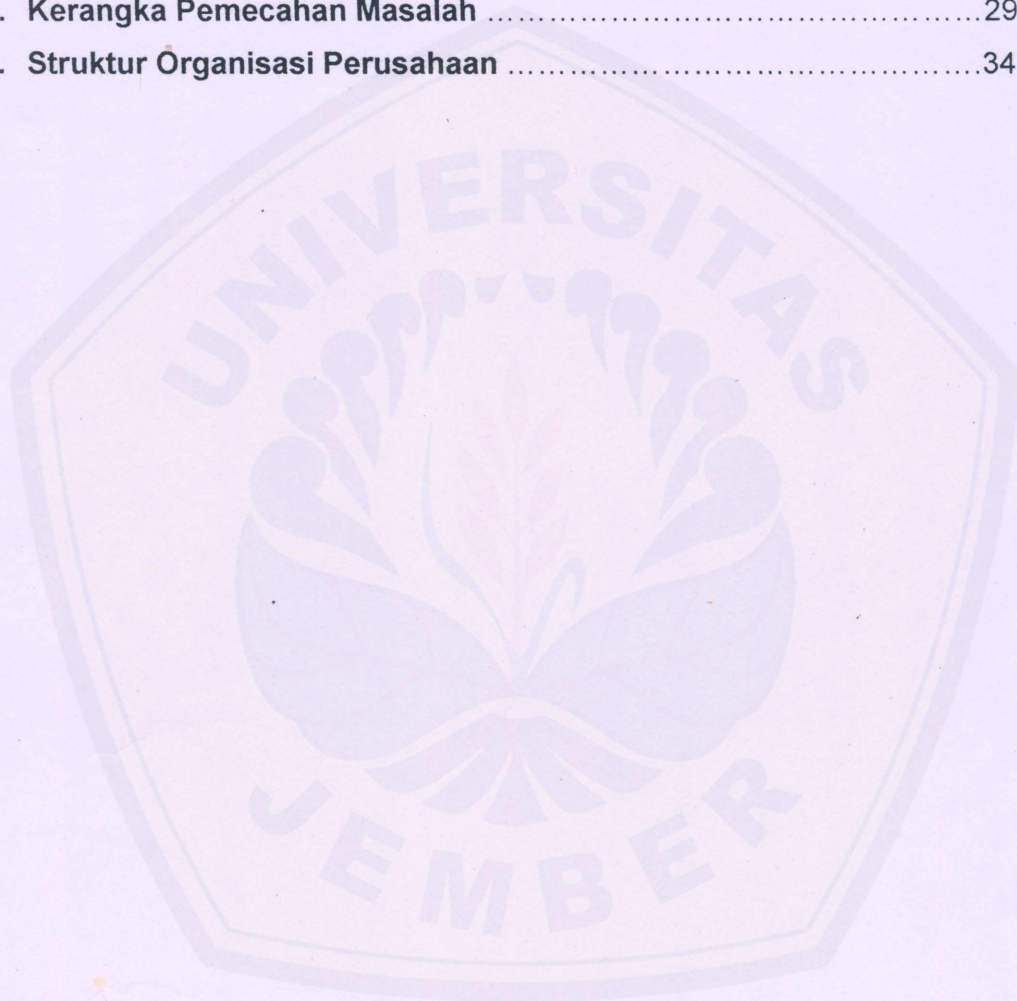 . Kerangka Pemecahan Masalah ................................................29
. Struktur Organisasi Perusahaan ..............................................34
UNIVERSITAS
JEMBER